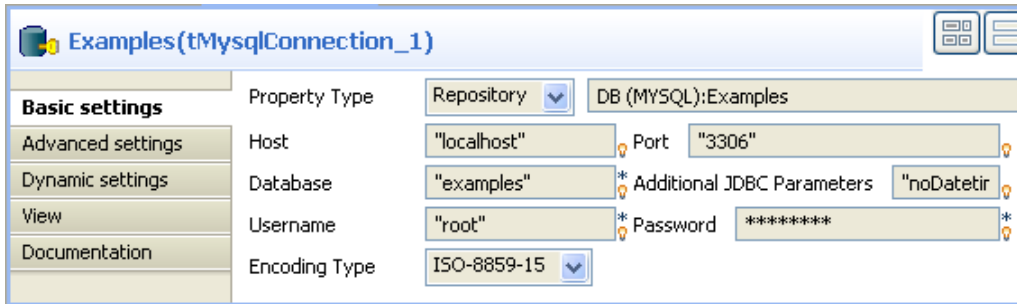 Examples(tMysqlConnection_1)
Basic settings
Advanced settings
Dynamic settings
View
Documentation
Property Type Repository DB (MYSQL):Examples
Host "localhost" Port "3306"
Database "examples" * Additional JDBC Parameters "noDatetir
Username "root" * Password ******** *
Encoding Type ISO-8859-15